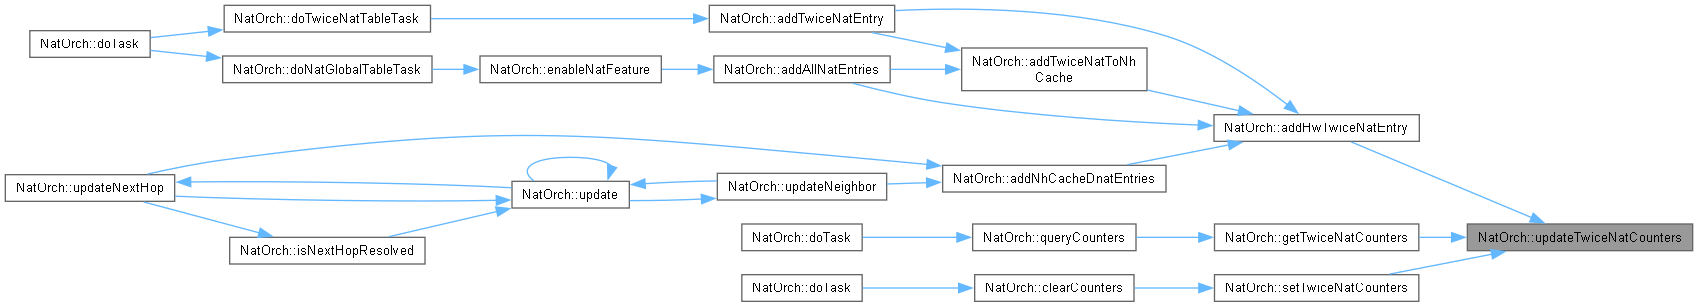 NatOrch::doTwiceNatTableTask
NatOrch::addTwiceNatEntry
NatOrch::doTask
NatOrch::doNatGlobalTableTask
NatOrch::enableNatFeature
NatOrch::addAllNatEntries
NatOrch::addTwiceNatToNh
Cache
NatOrch::addHwTwiceNatEntry
NatOrch::updateNextHop
NatOrch::update
NatOrch::updateNeighbor
NatOrch::addNhCacheDnatEntries
NatOrch::isNextHopResolved
NatOrch::doTask
NatOrch::queryCounters
NatOrch::getTwiceNatCounters
NatOrch::updateTwiceNatCounters
NatOrch::doTask
NatOrch::clearCounters
NatOrch::setTwiceNatCounters